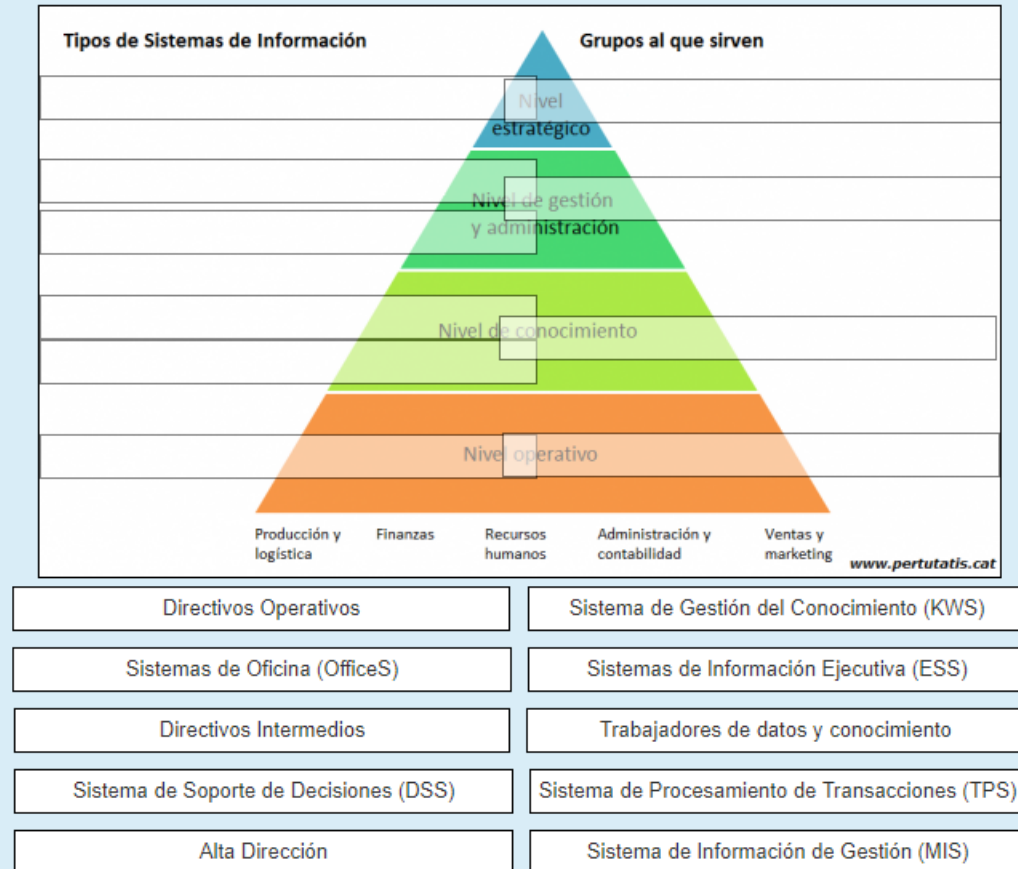 Tipos de Sistemas de Información
Grupos al que sirven
Nivel
estratégico
Nivel de gestión
y administración
Nivel de conocimiento
Nivel operativo
Producción y
logística
Finanzas
Recursos
humanos
Administración y
contabilidad
Ventas y
marketing
www.pertutatis.cat
Directivos Operativos
Sistema de Gestión del Conocimiento (KWS)
Sistemas de Oficina (OfficeS)
Sistemas de Información Ejecutiva (ESS)
Directivos Intermedios
Trabajadores de datos y conocimiento
Sistema de Soporte de Decisiones (DSS)
Sistema de Procesamiento de Transacciones (TPS)
Alta Dirección
Sistema de Información de Gestión (MIS)